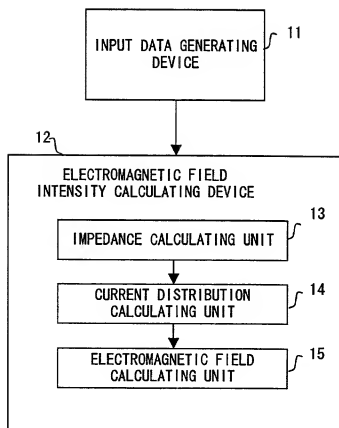 11
INPUT DATA GENERATING
DEVICE
12
ELECTROMAGNETIC FIELD
INTENSITY CALCULATING DEVICE
13
IMPEDANCE CALCULATING UNIT
CURRENT DISTRIBUTION
CALCULATING UNIT
14
ELECTROMAGNETIC FIELD
CALCULATING UNIT
15